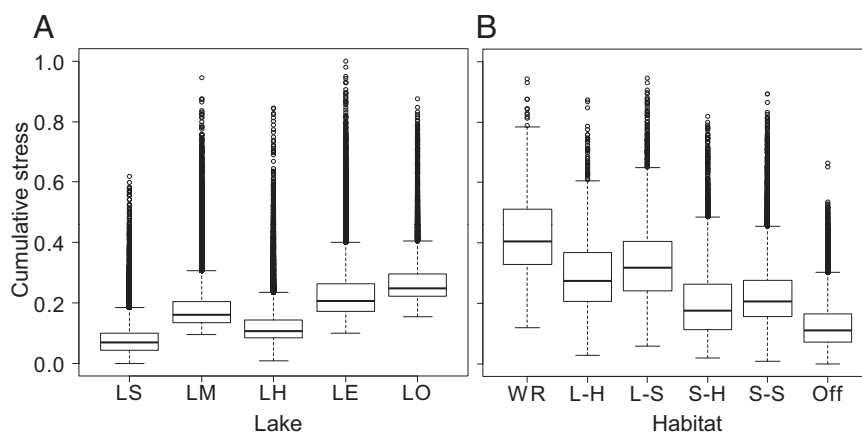 A
B
Cumulative stress
1.0
0.8
0.6
0.4
0.2
0.0
LS LM LH LE LO
Lake
WR L-H L-S S-H S-S Off
Habitat